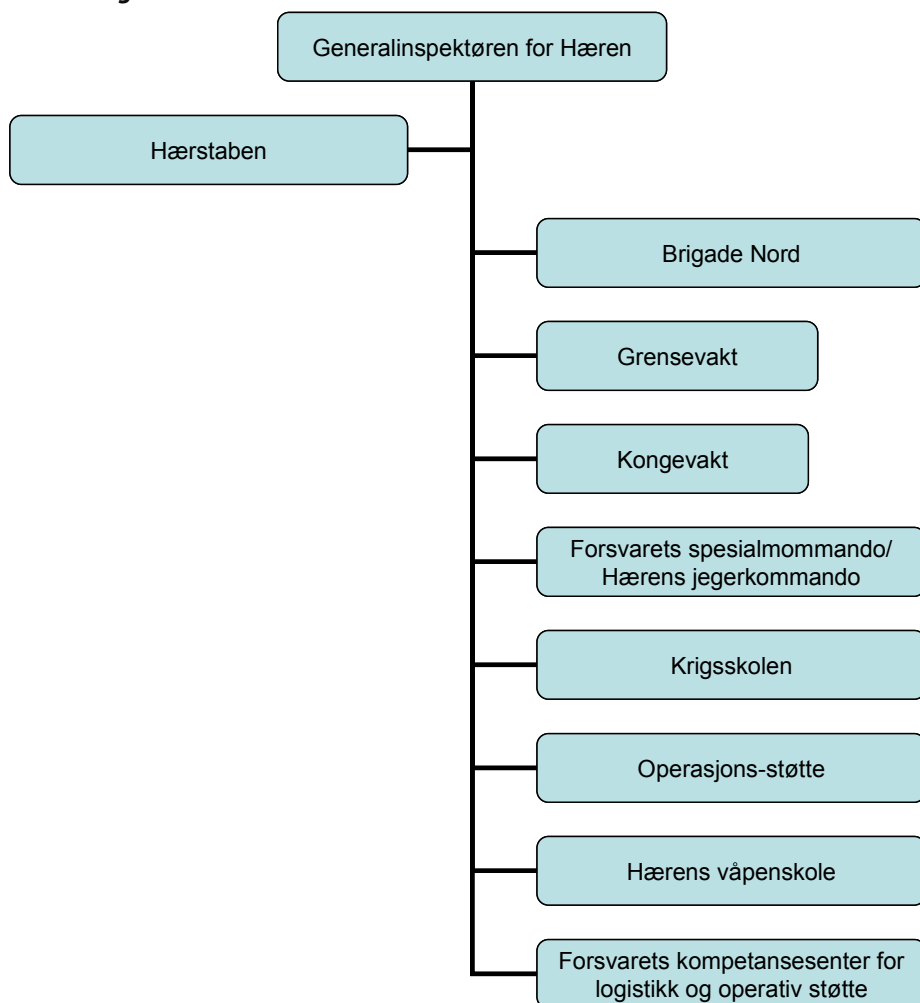 Generalinspektøren for Hæren
Hærstaben
Brigade Nord
Grensevakt
Kongevakt
Forsvarets spesialmommando/
Hærens jegerkommando
Krigsskolen
Operasjons-støtte
Hærens våpenskole
Forsvarets kompetansesenter for
logistikk og operativ støtte